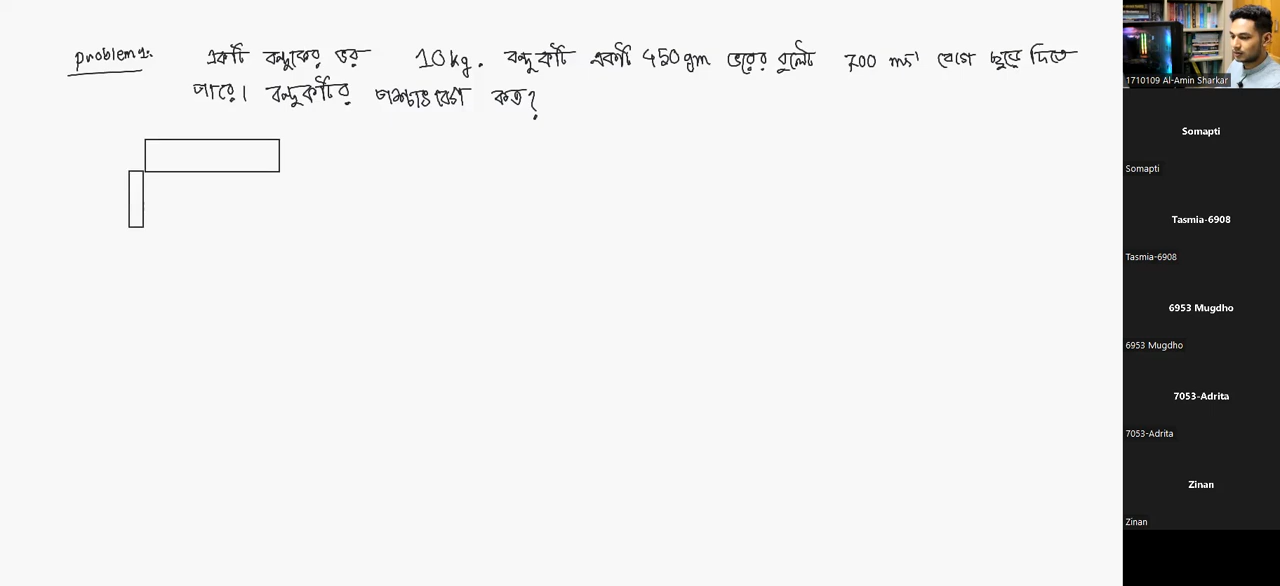 Problem 1: একটি বন্দুকের ভর 10 kg. বন্দুকটি একটি 450 gm ভরের বুলেট 700 ms⁻¹ বেগে ছুড়ে দিতে
পারে। বন্দুকটির পশ্চাৎবেগ কত?
1710109 Al-Amin Sharkar
Somapti
Somapti
Tasmia-6908
Tasmia-6908
6953 Mugdho
6953 Mugdho
7053-Adrita
7053-Adrita
Zinan
Zinan